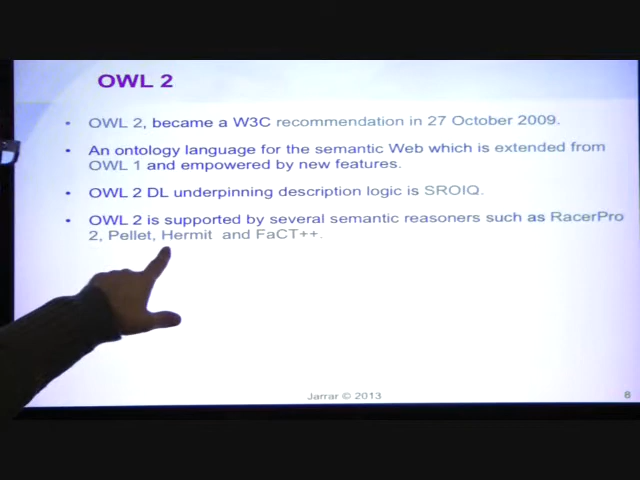 OWL 2
• OWL 2, became a W3C recommendation in 27 October 2009.
• An ontology language for the semantic Web which is extended from
OWL 1 and empowered by new features.
• OWL 2 DL underpinning description logic is SROIQ.
• OWL 2 is supported by several semantic reasoners such as RacerPro
2, Pellet, Hermit and FaCT++.
Jarrar © 2013
8